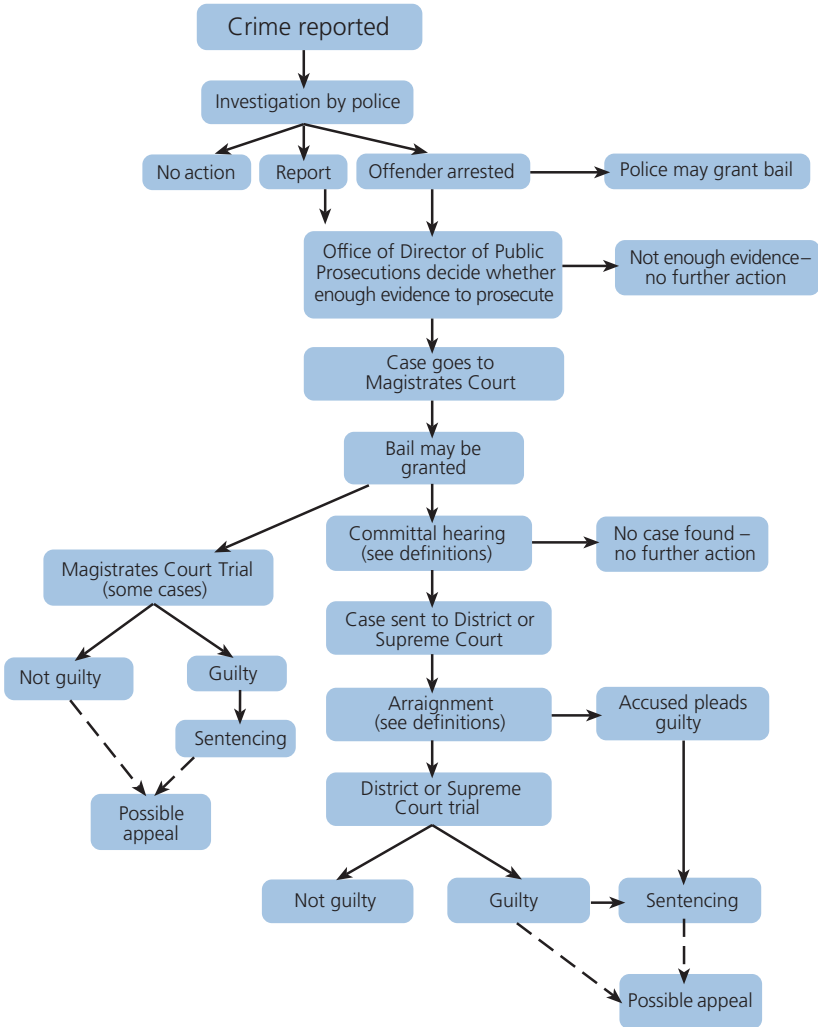 Crime reported
Investigation by police
No action
Report
Offender arrested
Police may grant bail
Office of Director of Public
Prosecutions decide whether
enough evidence to prosecute
Not enough evidence–
no further action
Case goes to
Magistrates Court
Bail may be
granted
Committal hearing
(see definitions)
No case found –
no further action
Magistrates Court Trial
(some cases)
Case sent to District or
Supreme Court
Not guilty
Guilty
Arraignment
(see definitions)
Accused pleads
guilty
Sentencing
District or Supreme
Court trial
Possible
appeal
Not guilty
Guilty
Sentencing
Possible appeal